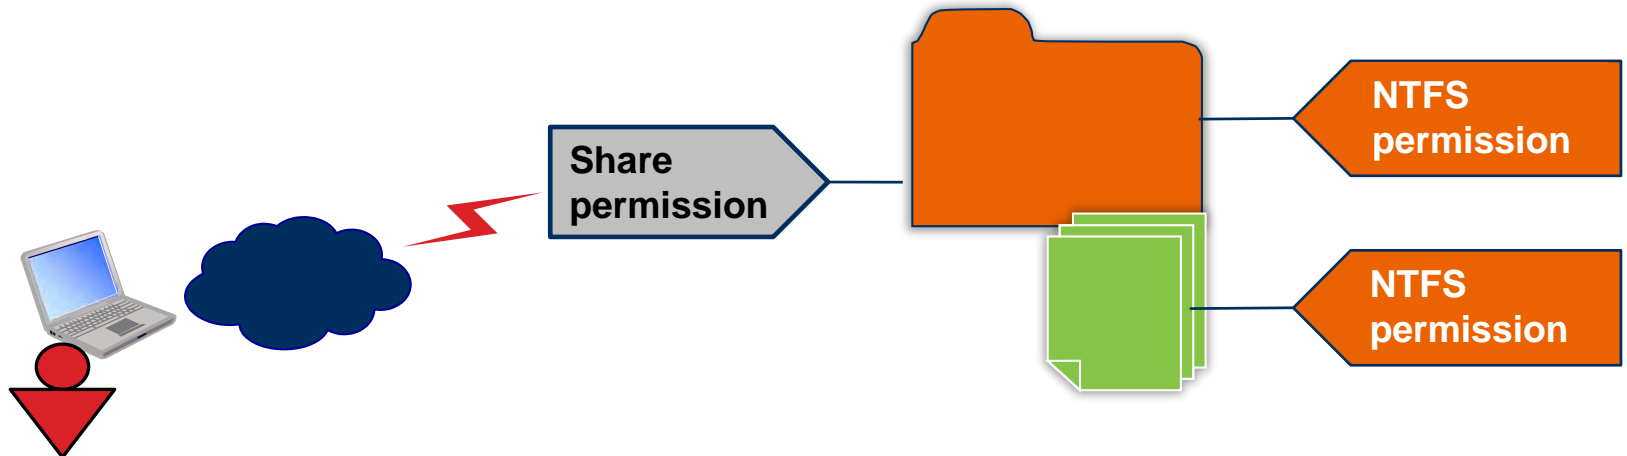 Share
permission
NTFS
permission
NTFS
permission